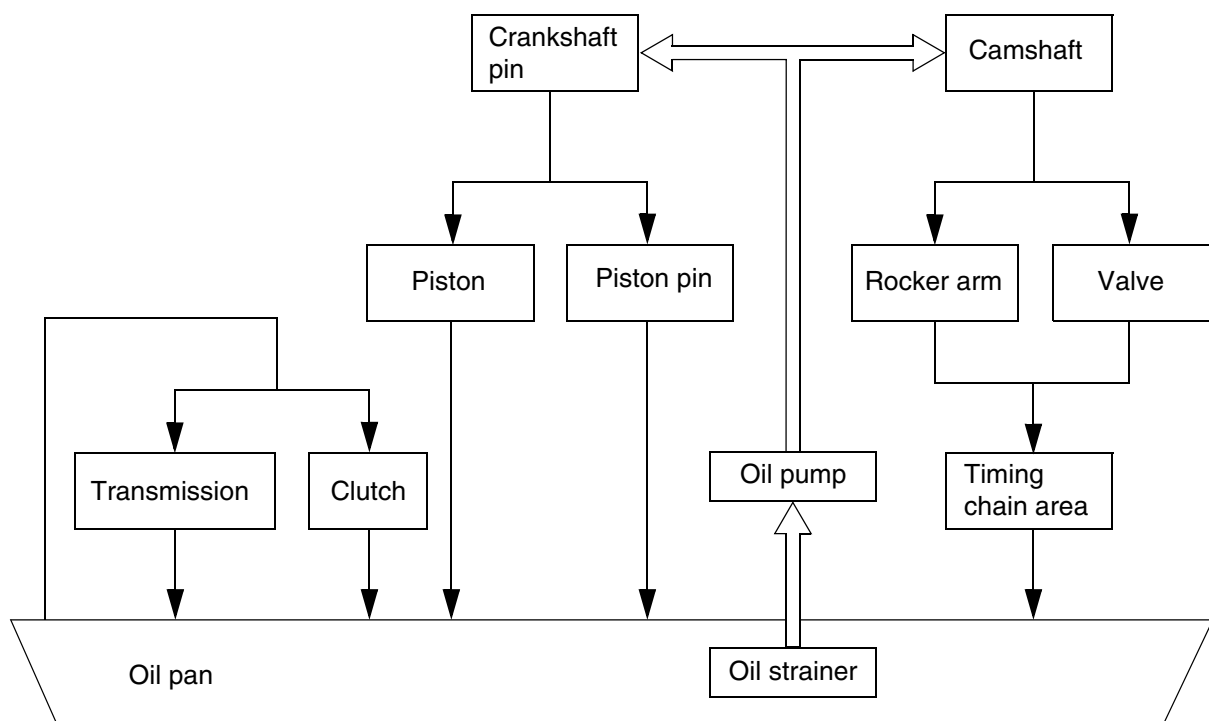 Crankshaft
pin
Camshaft
Piston
Piston pin
Rocker arm
Valve
Transmission
Clutch
Oil pump
Timing
chain area
Oil pan
Oil strainer